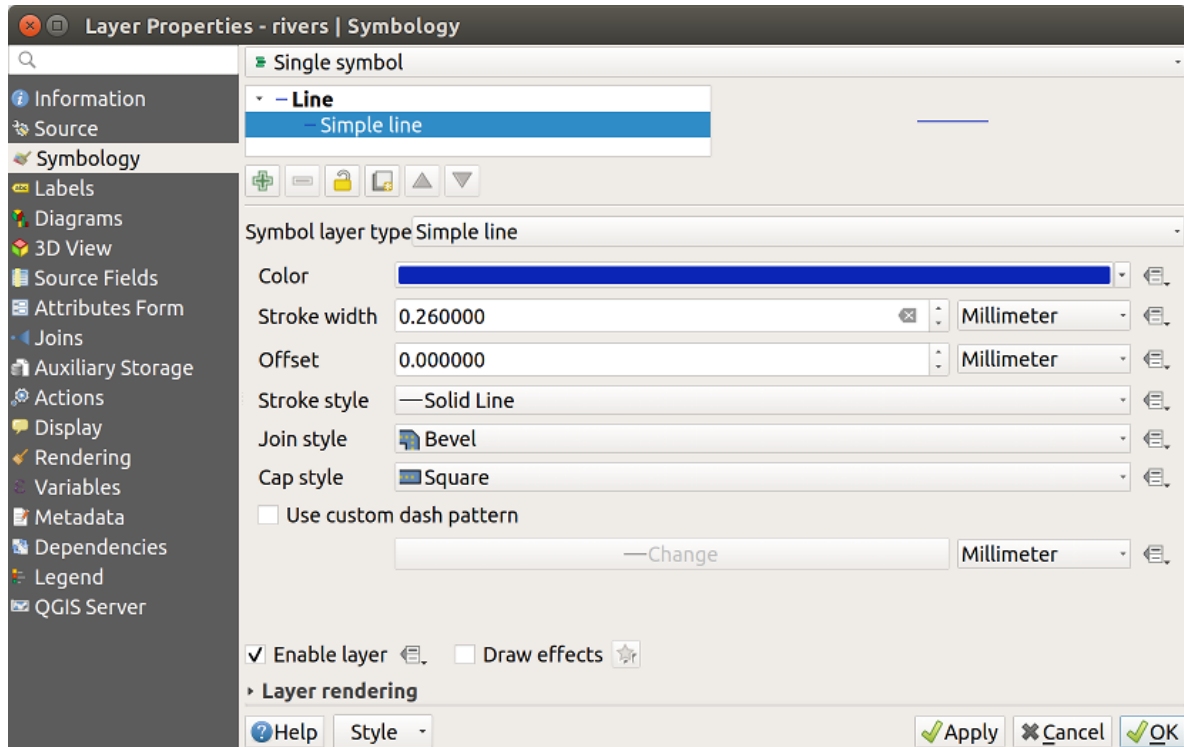 Layer Properties - rivers | Symbology
Information
Source
Symbology
abc Labels
Diagrams
3D View
Source Fields
Attributes Form
Joins
Auxiliary Storage
Actions
Display
Rendering
Variables
Metadata
Dependencies
Legend
QGIS Server
Single symbol
Line
Simple line
Symbol layer type Simple line
Color
Stroke width 0.260000 Millimeter
Offset 0.000000 Millimeter
Stroke style Solid Line
Join style Bevel
Cap style Square
Use custom dash pattern
Change Millimeter
Enable layer Draw effects
Layer rendering
Help Style Apply Cancel OK